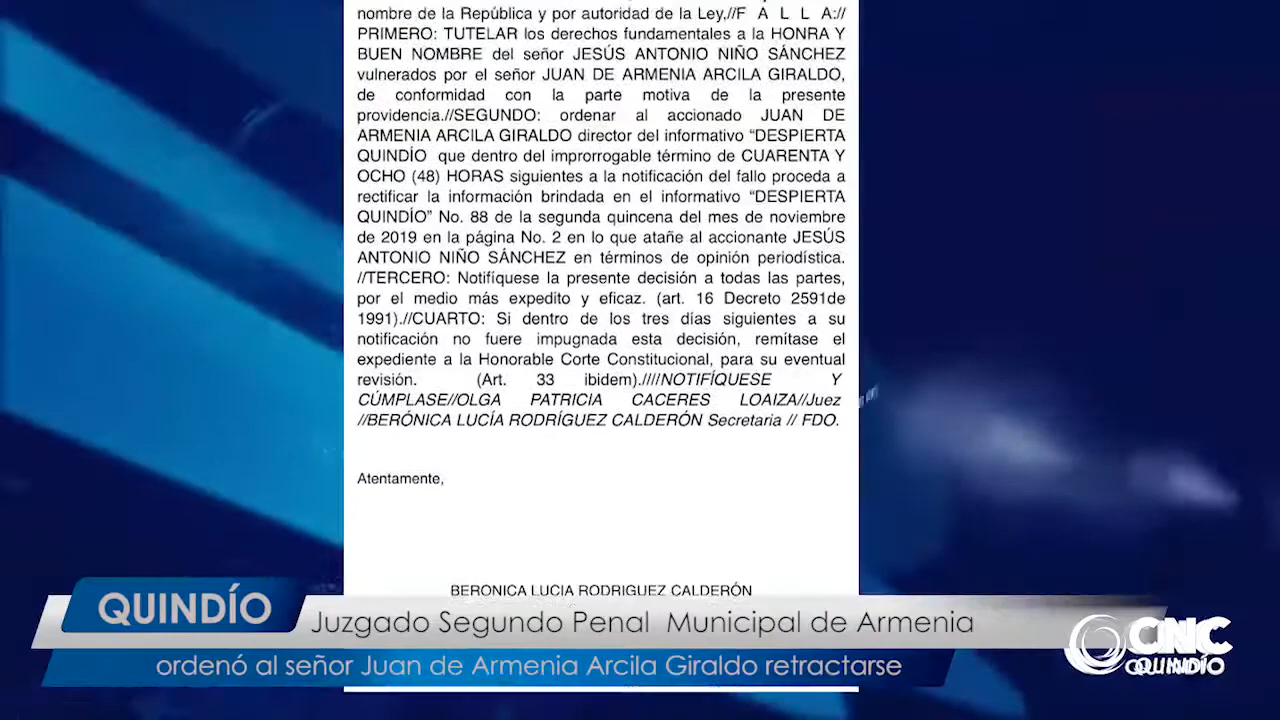 nombre de la República y por autoridad de la Ley,//F A L L A://
PRIMERO: TUTELAR los derechos fundamentales a la HONRA Y
BUEN NOMBRE del señor JESÚS ANTONIO NIÑO SÁNCHEZ
vulnerados por el señor JUAN DE ARMENIA ARCILA GIRALDO,
de conformidad con la parte motiva de la presente
providencia.//SEGUNDO: ordenar al accionado JUAN DE
ARMENIA ARCILA GIRALDO director del informativo “DESPIERTA
QUINDÍO que dentro del improrrogable término de CUARENTA Y
OCHO (48) HORAS siguientes a la notificación del fallo proceda a
rectificar la información brindada en el informativo “DESPIERTA
QUINDÍO” No. 88 de la segunda quincena del mes de noviembre
de 2019 en la página No. 2 en lo que atañe al accionante JESÚS
ANTONIO NIÑO SÁNCHEZ en términos de opinión periodística.
//TERCERO: Notifíquese la presente decisión a todas las partes,
por el medio más expedito y eficaz. (art. 16 Decreto 2591de
1991).//CUARTO: Si dentro de los tres días siguientes a su
notificación no fuere impugnada esta decisión, remítase el
expediente a la Honorable Corte Constitucional, para su eventual
revisión. (Art. 33 ibidem).////NOTIFÍQUESE Y
CÚMPLASE//OLGA PATRICIA CACERES LOAIZA//Juez
//BERÓNICA LUCÍA RODRÍGUEZ CALDERÓN Secretaria // FDO.
Atentamente,
BERONICA LUCIA RODRIGUEZ CALDERÓN
QUINDÍO
Juzgado Segundo Penal Municipal de Armenia
ordenó al señor Juan de Armenia Arcila Giraldo retractarse
CNC
QUINDÍO